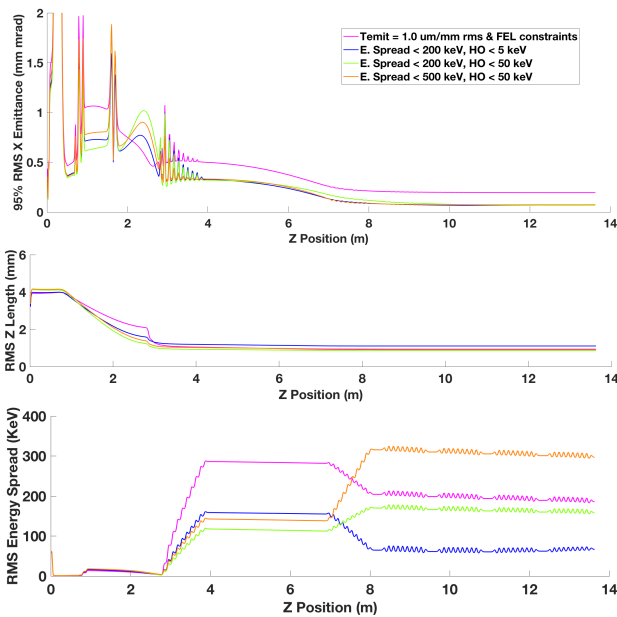 2
1.5
1
0.5
0
95% RMS X Emittance (mm mrad)
Temit = 1.0 um/mm rms & FEL constraints
E. Spread < 200 keV, HO < 5 keV
E. Spread < 200 keV, HO < 50 keV
E. Spread < 500 keV, HO < 50 keV
0 2 4 6 8 10 12 14
Z Position (m)
6
4
2
0
RMS Z Length (mm)
0 2 4 6 8 10 12 14
Z Position (m)
400
300
200
100
0
RMS Energy Spread (KeV)
0 2 4 6 8 10 12 14
Z Position (m)